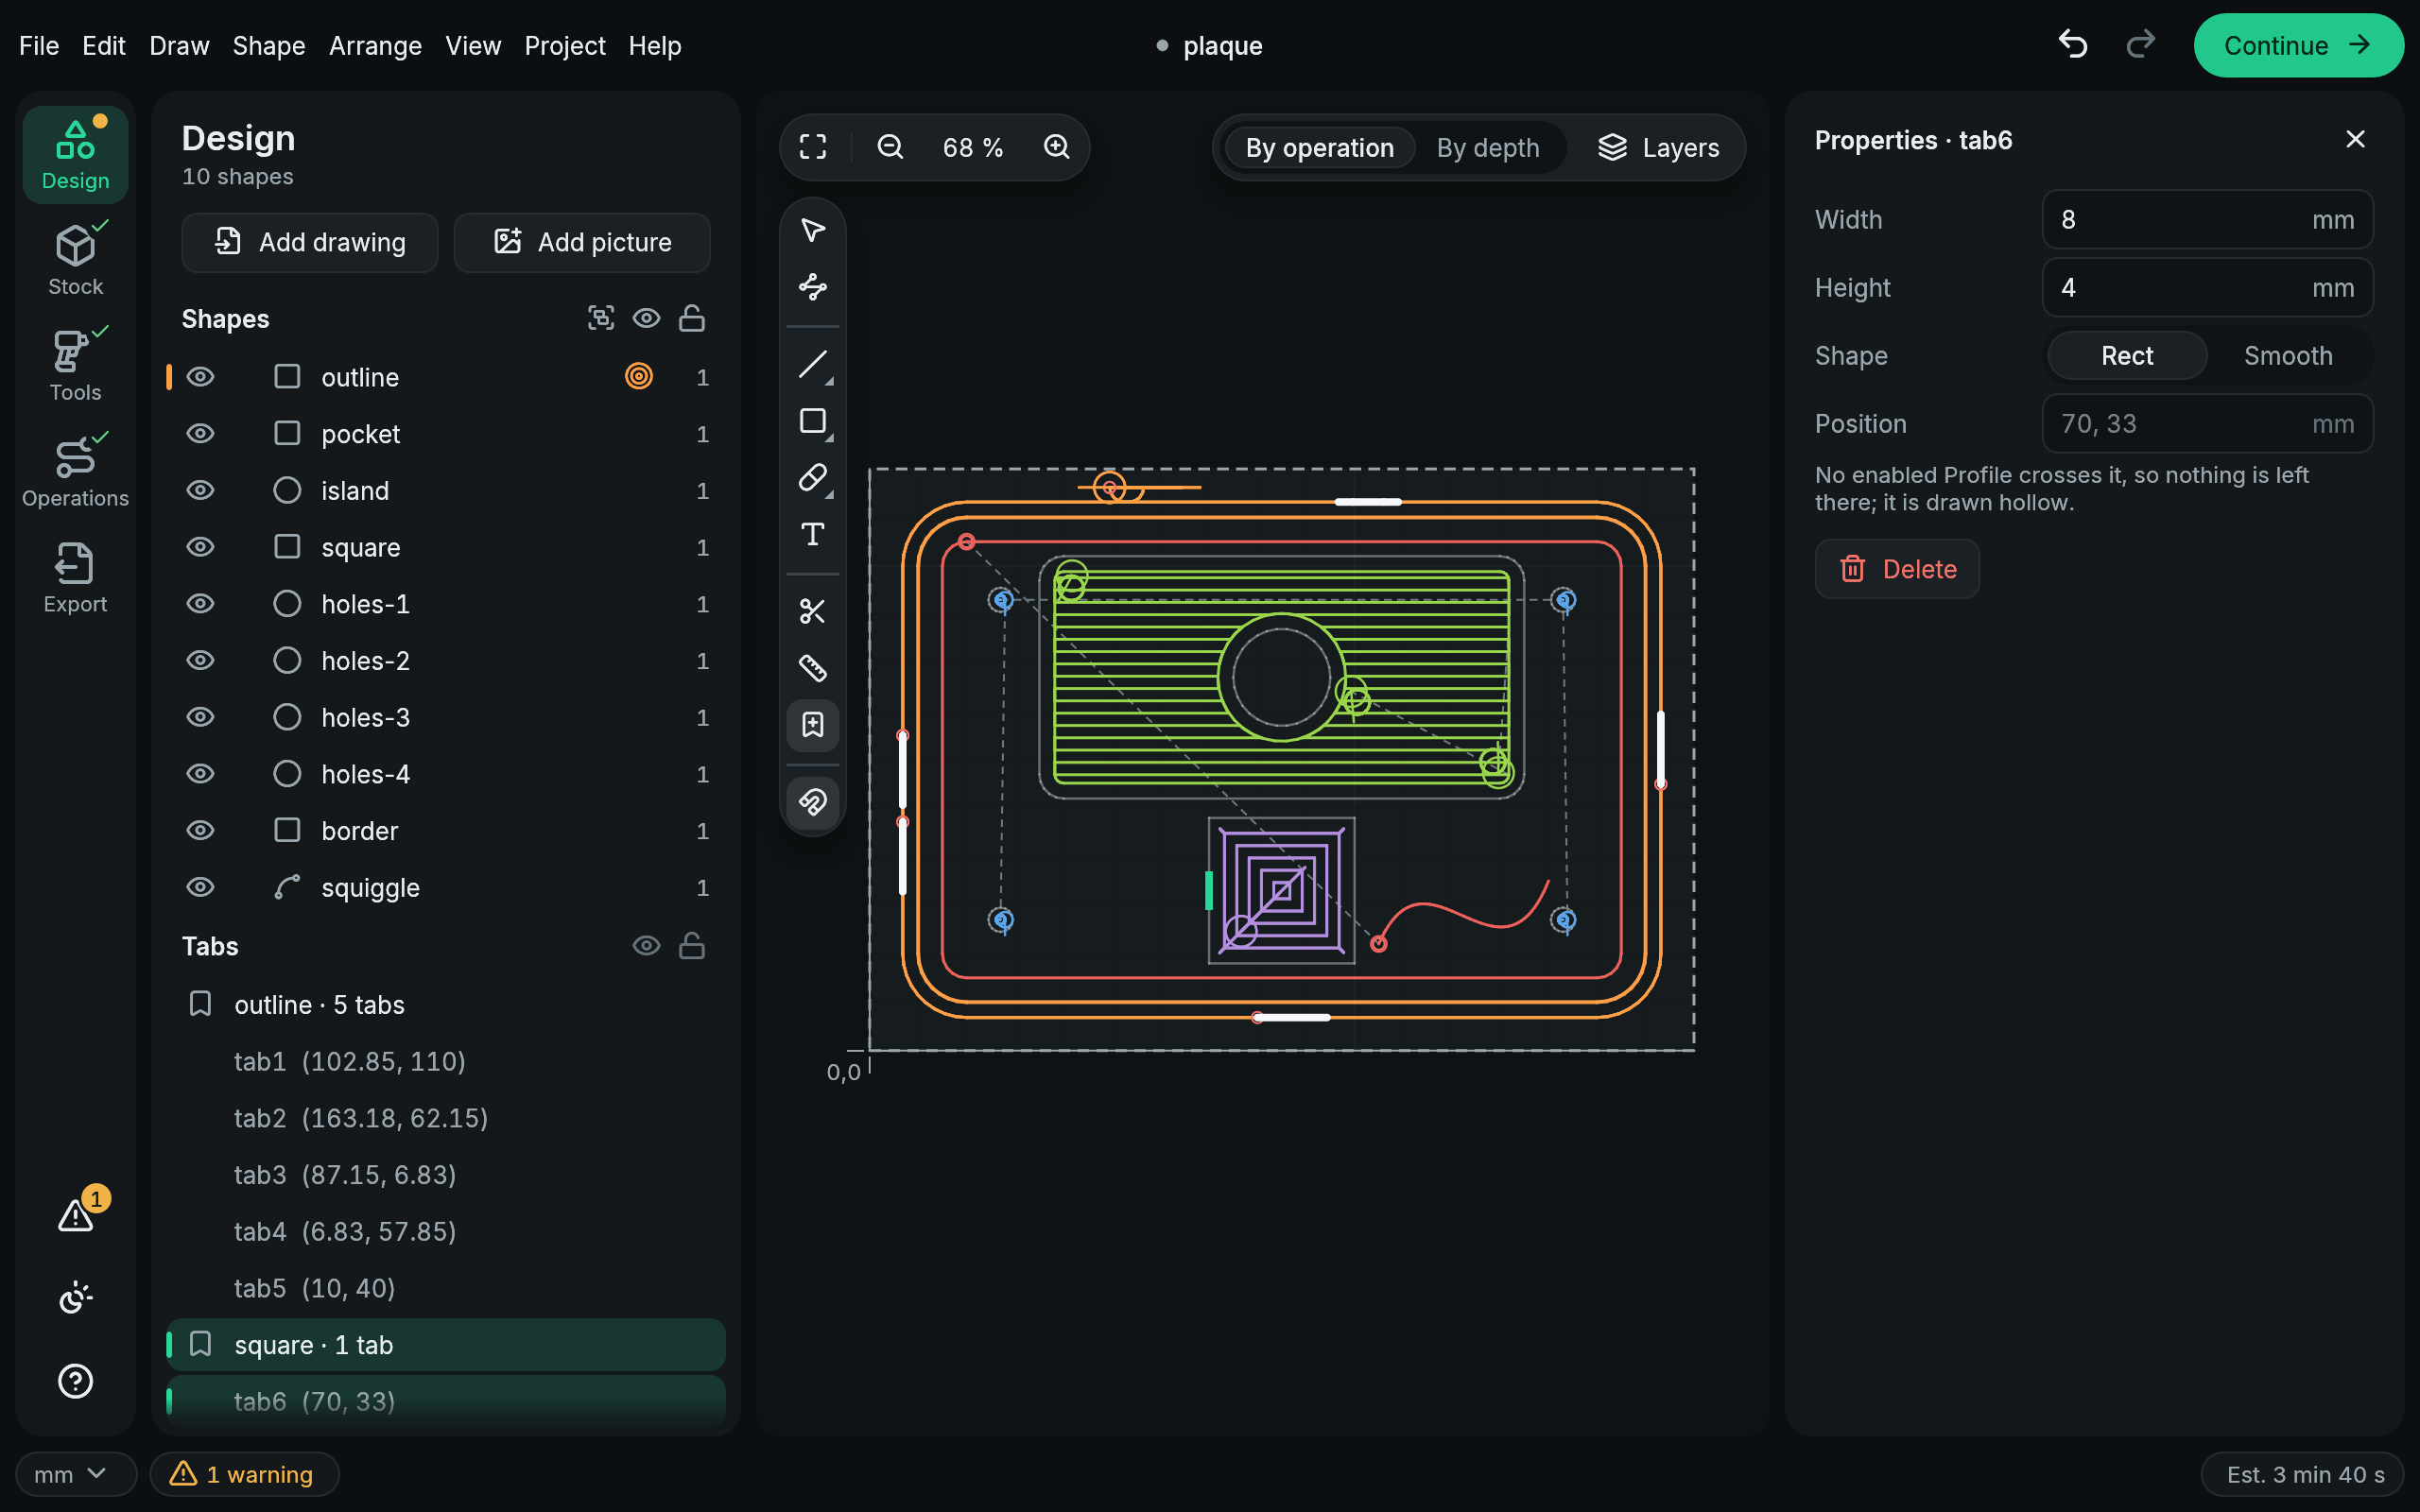 File Edit Draw Shape Arrange View Project Help
plaque
Continue
Design
Stock
Tools
Operations
Export
1
Design
10 shapes
Add drawing
Add picture
Shapes
outline 1
pocket 1
island 1
square 1
holes-1 1
holes-2 1
holes-3 1
holes-4 1
border 1
squiggle 1
Tabs
outline · 5 tabs
tab1 (102.85, 110)
tab2 (163.18, 62.15)
tab3 (87.15, 6.83)
tab4 (6.83, 57.85)
tab5 (10, 40)
square · 1 tab
tab6 (70, 33)
68 %
By operation
By depth
Layers
0,0
Properties · tab6
Width 8 mm
Height 4 mm
Shape Rect Smooth
Position 70, 33 mm
No enabled Profile crosses it, so nothing is left
there; it is drawn hollow.
Delete
mm
1 warning
Est. 3 min 40 s